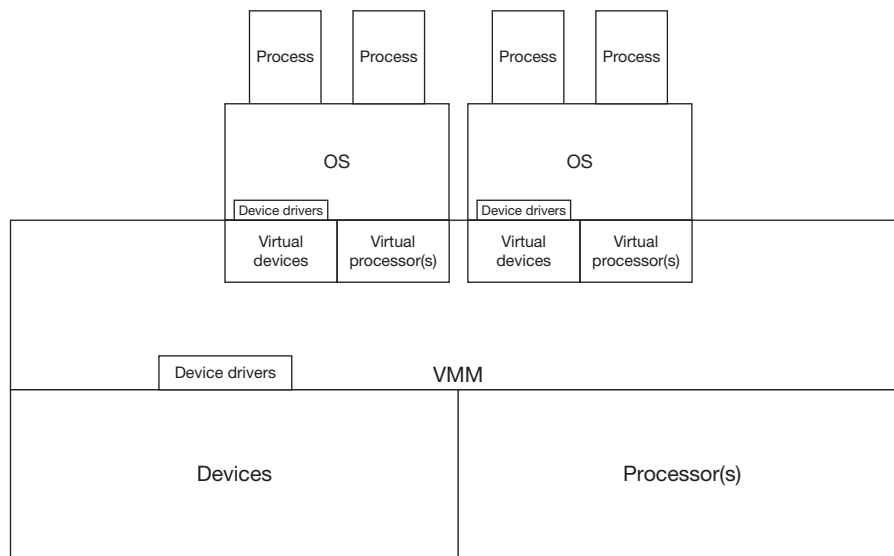 Process
Process
Process
Process
OS
OS
Device drivers
Device drivers
Virtual
devices
Virtual
processor(s)
Virtual
devices
Virtual
processor(s)
Device drivers
VMM
Devices
Processor(s)